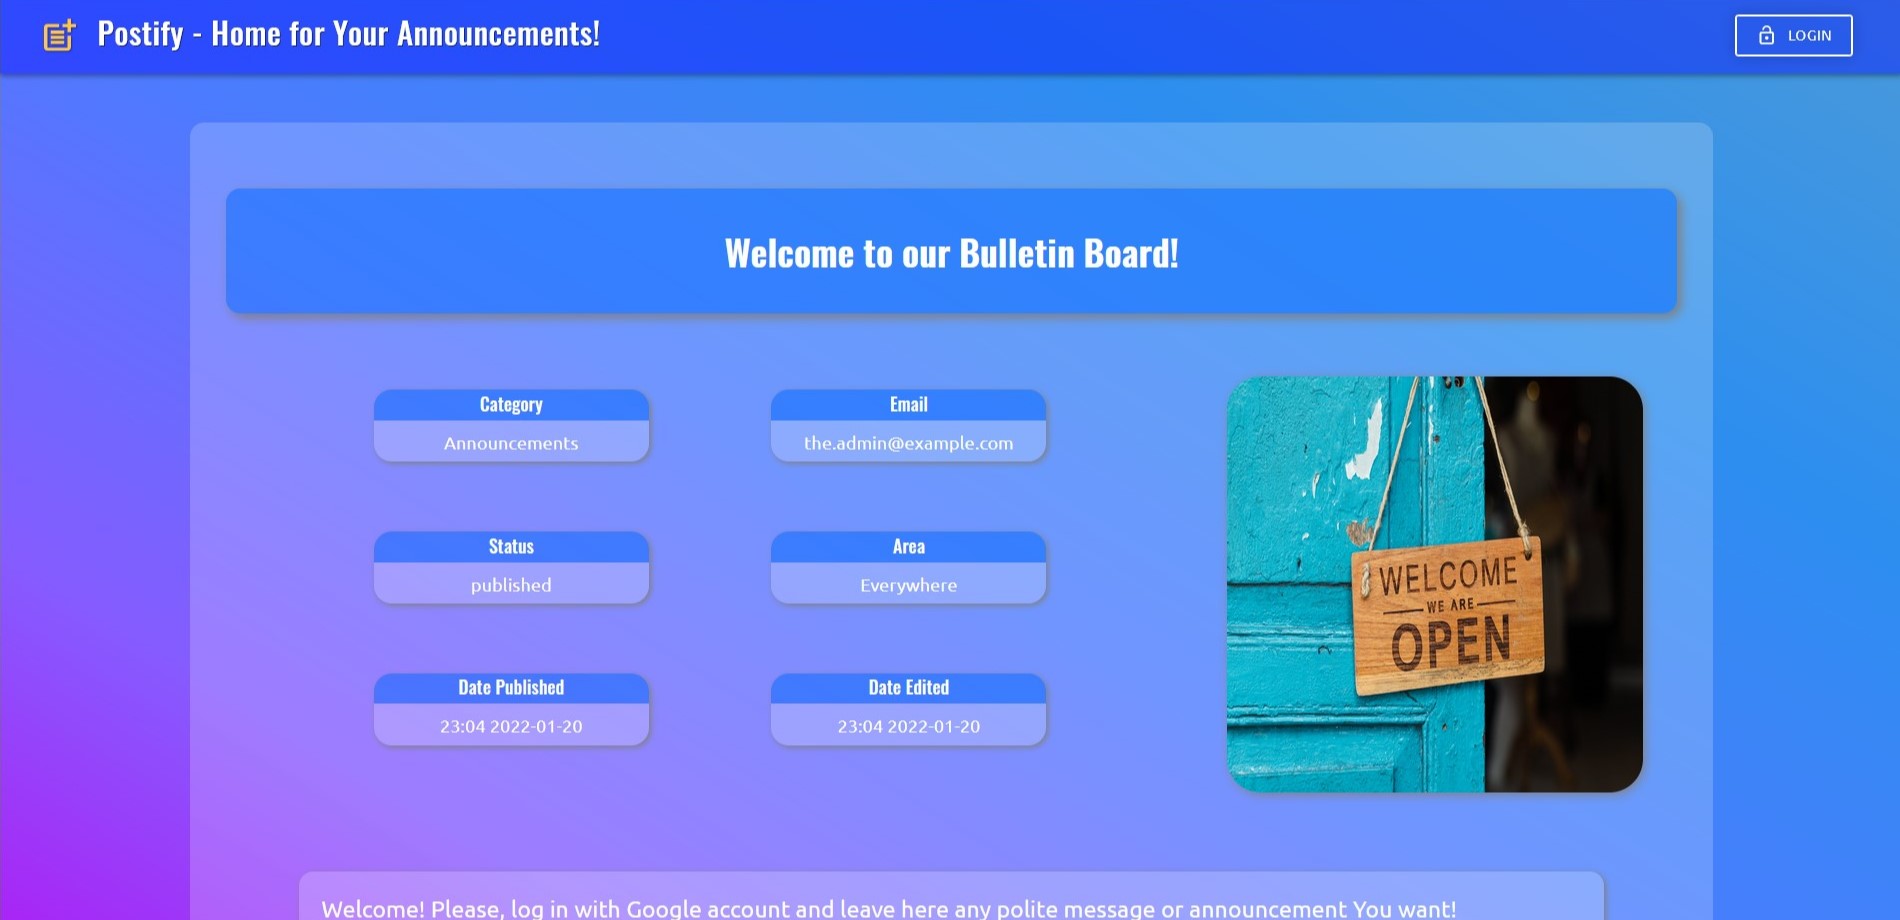 Postify - Home for Your Announcements!
LOGIN
Welcome to our Bulletin Board!
Category
Announcements
Email
the.admin@example.com
Status
published
Area
Everywhere
Date Published
23:04 2022-01-20
Date Edited
23:04 2022-01-20
WELCOME
WE ARE
OPEN
Welcome! Please, log in with Google account and leave here any polite message or announcement You want!